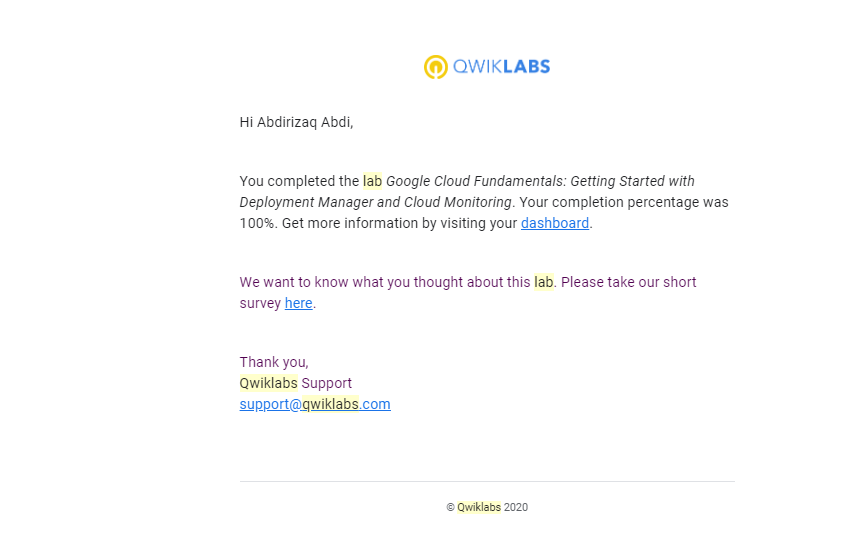 QWIKLABS
Hi Abdirizaq Abdi,
You completed the lab Google Cloud Fundamentals: Getting Started with
Deployment Manager and Cloud Monitoring. Your completion percentage was
100%. Get more information by visiting your dashboard.
We want to know what you thought about this lab. Please take our short
survey here.
Thank you,
Qwiklabs Support
support@qwiklabs.com
© Qwiklabs 2020